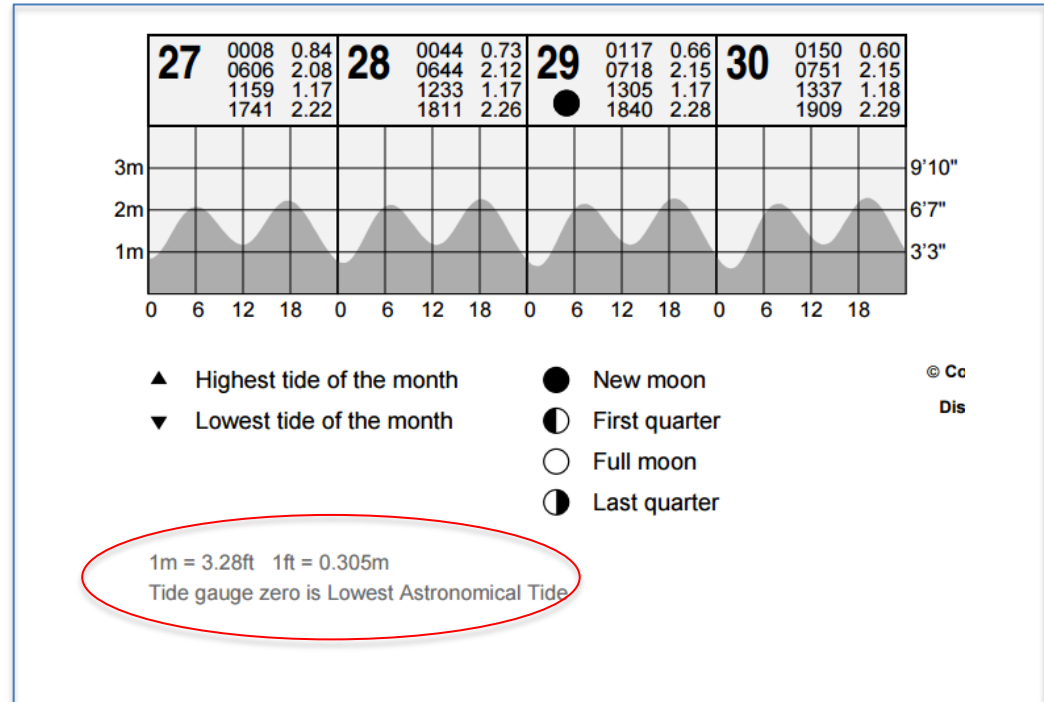 27 0008 0.84 28 0044 0.73 29 0117 0.66 30 0150 0.60
0606 2.08 0644 2.12 0718 2.15 0751 2.15
1159 1.17 1233 1.17 1305 1.17 1337 1.18
1741 2.22 1811 2.26 1840 2.28 1909 2.29
3m 9'10"
2m 6'7"
1m 3'3"
0 6 12 18 0 6 12 18 0 6 12 18 0 6 12 18
Highest tide of the month
Lowest tide of the month
New moon
First quarter
Full moon
Last quarter
© Co
Dis
1m = 3.28ft 1ft = 0.305m
Tide gauge zero is Lowest Astronomical Tide